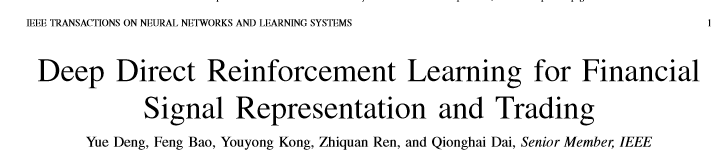 IEEE TRANSACTIONS ON NEURAL NETWORKS AND LEARNING SYSTEMS 1
Deep Direct Reinforcement Learning for Financial
Signal Representation and Trading
Yue Deng, Feng Bao, Youyong Kong, Zhiquan Ren, and Qionghai Dai, Senior Member, IEEE